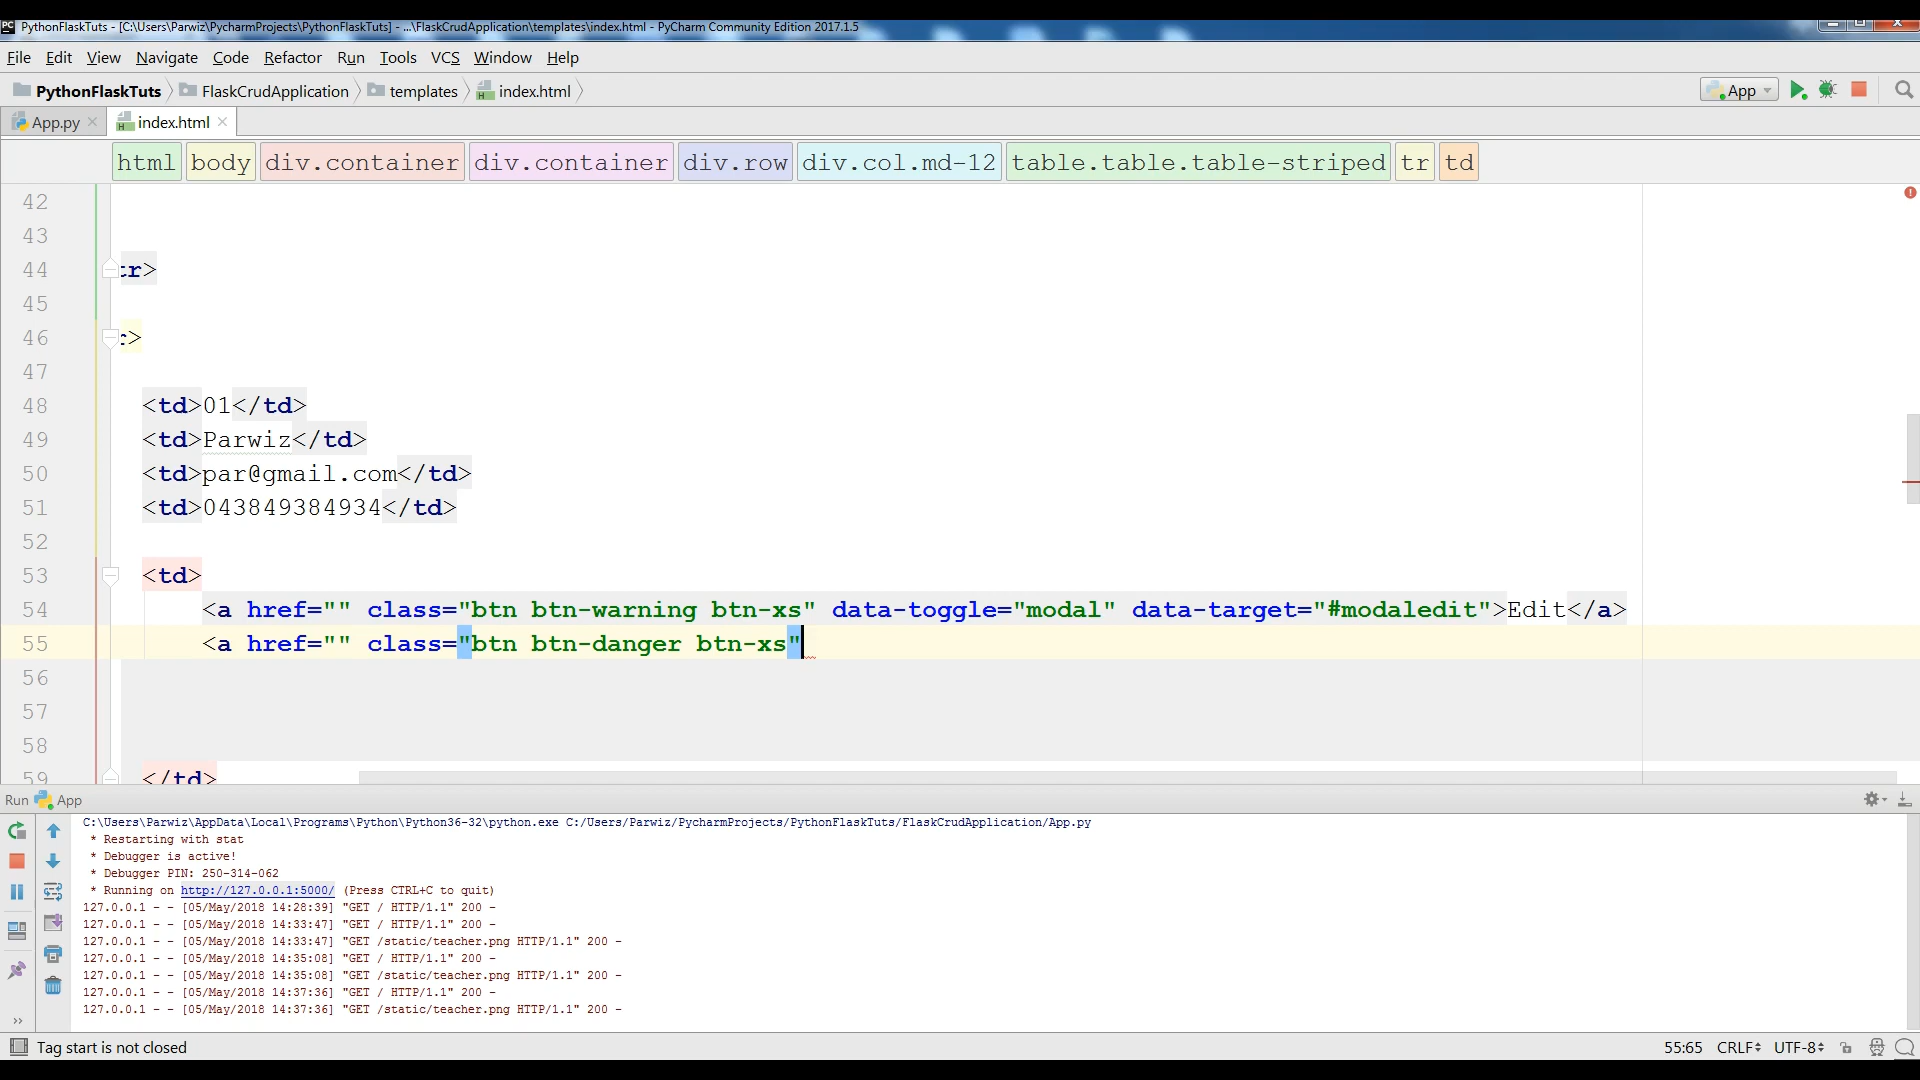 PythonFlaskTuts - [C:\Users\Parwiz\PycharmProjects\PythonFlaskTuts] - ...\FlaskCrudApplication\templates\index.html - PyCharm Community Edition 2017.1.5
File Edit View Navigate Code Refactor Run Tools VCS Window Help
PythonFlaskTuts FlaskCrudApplication templates index.html App
App.py index.html
html body div.container div.container div.row div.col.md-12 table.table.table-striped tr td
42
43
44 tr>
45
46 r>
47
48 <td>01</td>
49 <td>Parwiz</td>
50 <td>par@gmail.com</td>
51 <td>043849384934</td>
52
53 <td>
54 <a href="" class="btn btn-warning btn-xs" data-toggle="modal" data-target="#modaledit">Edit</a>
55 <a href="" class="btn btn-danger btn-xs"
56
57
58
59 </td>
Run App
C:\Users\Parwiz\AppData\Local\Programs\Python\Python36-32\python.exe C:/Users/Parwiz/PycharmProjects/PythonFlaskTuts/FlaskCrudApplication/App.py
* Restarting with stat
* Debugger is active!
* Debugger PIN: 250-314-062
* Running on http://127.0.0.1:5000/ (Press CTRL+C to quit)
127.0.0.1 - - [05/May/2018 14:28:39] "GET / HTTP/1.1" 200 -
127.0.0.1 - - [05/May/2018 14:33:47] "GET / HTTP/1.1" 200 -
127.0.0.1 - - [05/May/2018 14:33:47] "GET /static/teacher.png HTTP/1.1" 200 -
127.0.0.1 - - [05/May/2018 14:35:08] "GET / HTTP/1.1" 200 -
127.0.0.1 - - [05/May/2018 14:35:08] "GET /static/teacher.png HTTP/1.1" 200 -
127.0.0.1 - - [05/May/2018 14:37:36] "GET / HTTP/1.1" 200 -
127.0.0.1 - - [05/May/2018 14:37:36] "GET /static/teacher.png HTTP/1.1" 200 -
Tag start is not closed 55:65 CRLF UTF-8